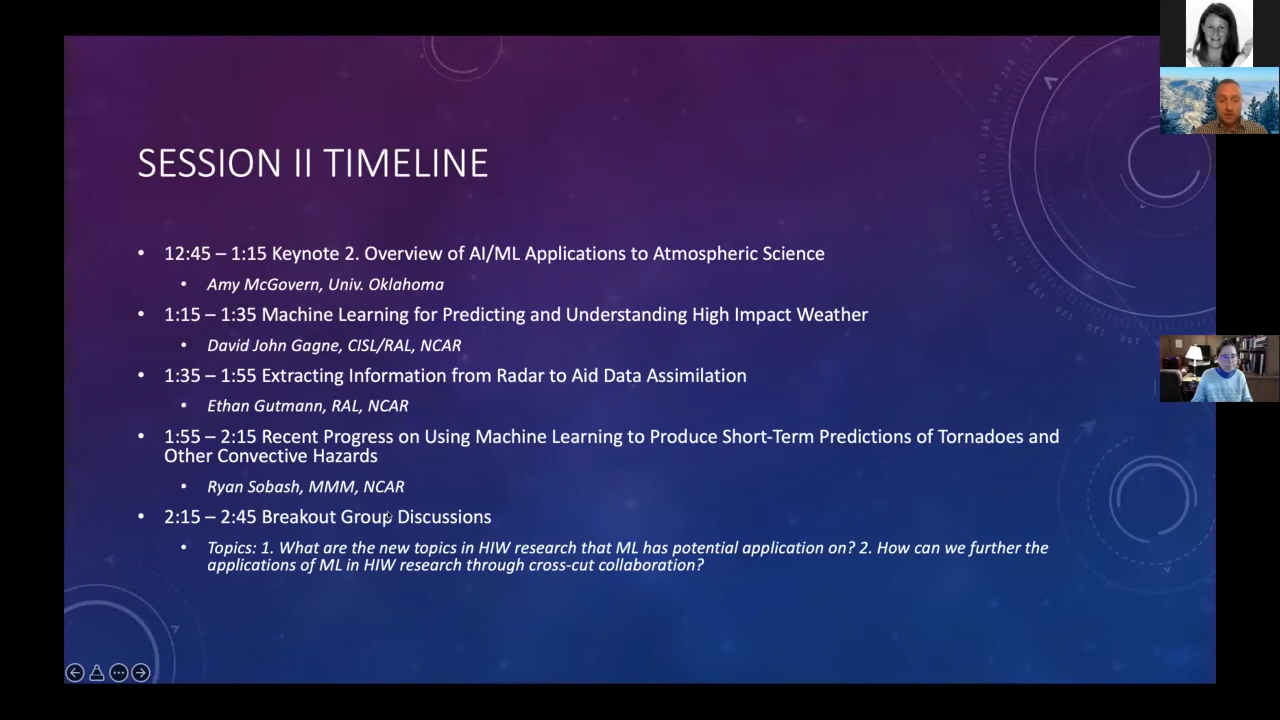 SESSION II TIMELINE
• 12:45 – 1:15 Keynote 2. Overview of AI/ML Applications to Atmospheric Science
• Amy McGovern, Univ. Oklahoma
• 1:15 – 1:35 Machine Learning for Predicting and Understanding High Impact Weather
• David John Gagne, CISL/RAL, NCAR
• 1:35 – 1:55 Extracting Information from Radar to Aid Data Assimilation
• Ethan Gutmann, RAL, NCAR
• 1:55 – 2:15 Recent Progress on Using Machine Learning to Produce Short-Term Predictions of Tornadoes and
Other Convective Hazards
• Ryan Sobash, MMM, NCAR
• 2:15 – 2:45 Breakout Group Discussions
• Topics: 1. What are the new topics in HIW research that ML has potential application on? 2. How can we further the
applications of ML in HIW research through cross-cut collaboration?